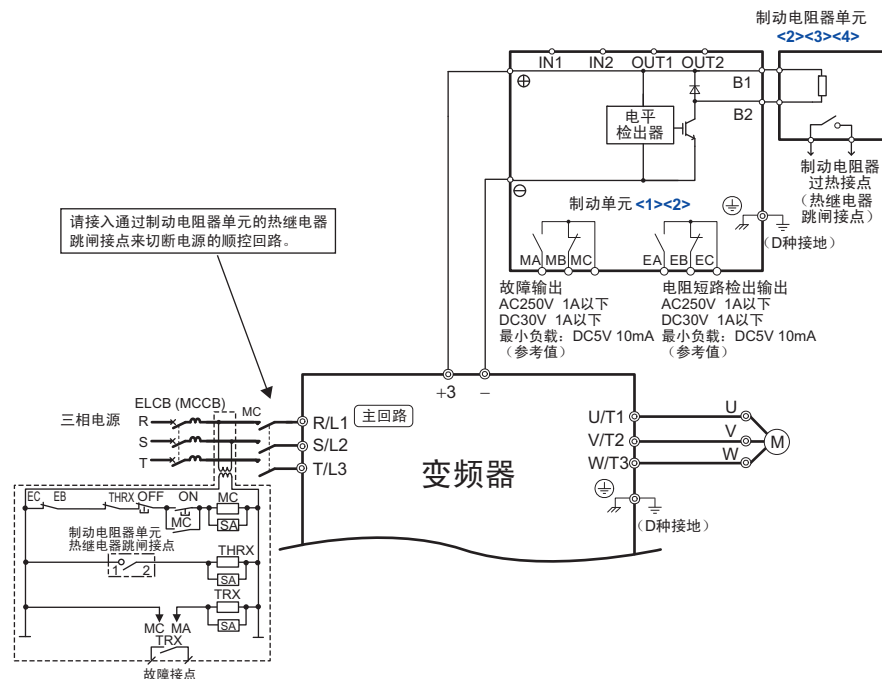 制动电阻器单元
<2><3><4>
IN1 IN2 OUT1 OUT2
B1
B2
⊕
电平
检出器
⊖
制动单元 <1><2>
MA MB MC
EA EB EC
(D种接地)
制动电阻器
过热接点
（热继电器
跳闸接点）
请接入通过制动电阻器单元的热继电器
跳闸接点来切断电源的顺控回路。
故障输出
AC250V 1A以下
DC30V 1A以下
最小负载：DC5V 10mA
（参考值）
电阻短路检出输出
AC250V 1A以下
DC30V 1A以下
最小负载：DC5V 10mA
（参考值）
+3 −
三相电源
ELCB (MCCB)
MC
R
S
T
R/L1
S/L2
T/L3
主回路
变频器
U/T1
V/T2
W/T3
U
V
W
M
(D种接地)
EC EB THRX OFF ON MC
MC
SA
制动电阻器单元
热继电器跳闸接点
1 2
THRX
SA
TRX
SA
MC MA
TRX
故障接点